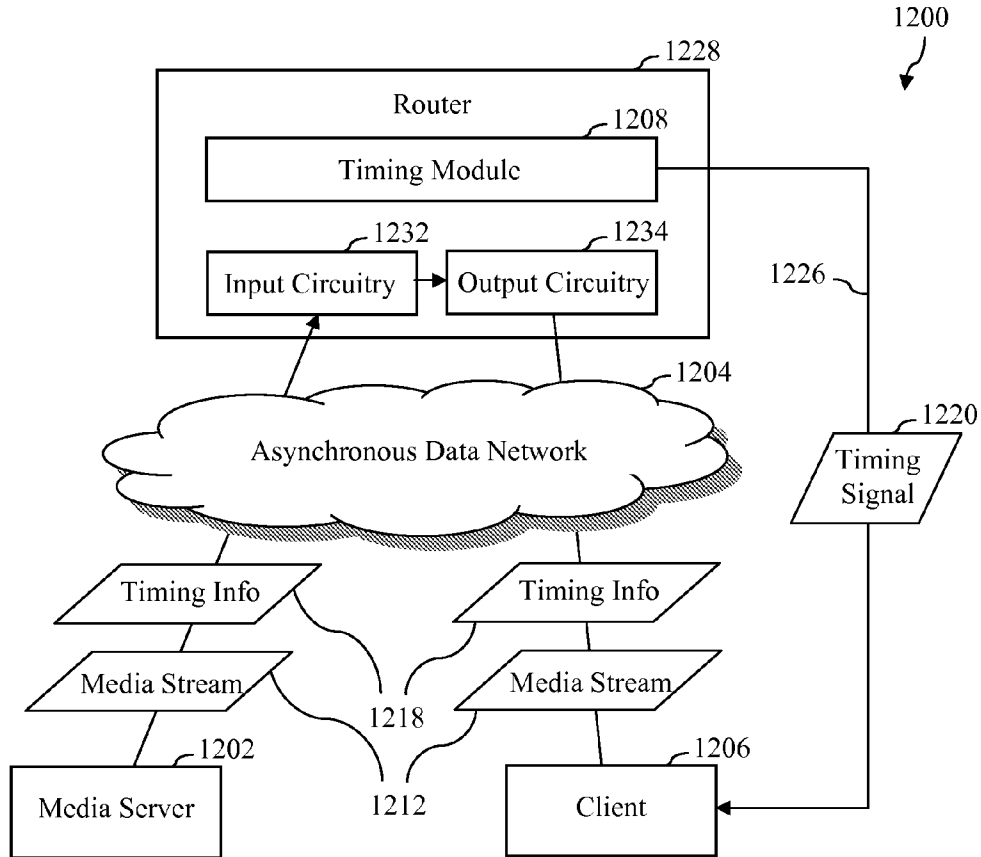 1200
1228
Router
1208
Timing Module
1232
1234
Input Circuitry
Output Circuitry
1226
1204
Asynchronous Data Network
1220
Timing
Signal
Timing Info
Timing Info
Media Stream
Media Stream
1218
1202
1206
1212
Media Server
Client